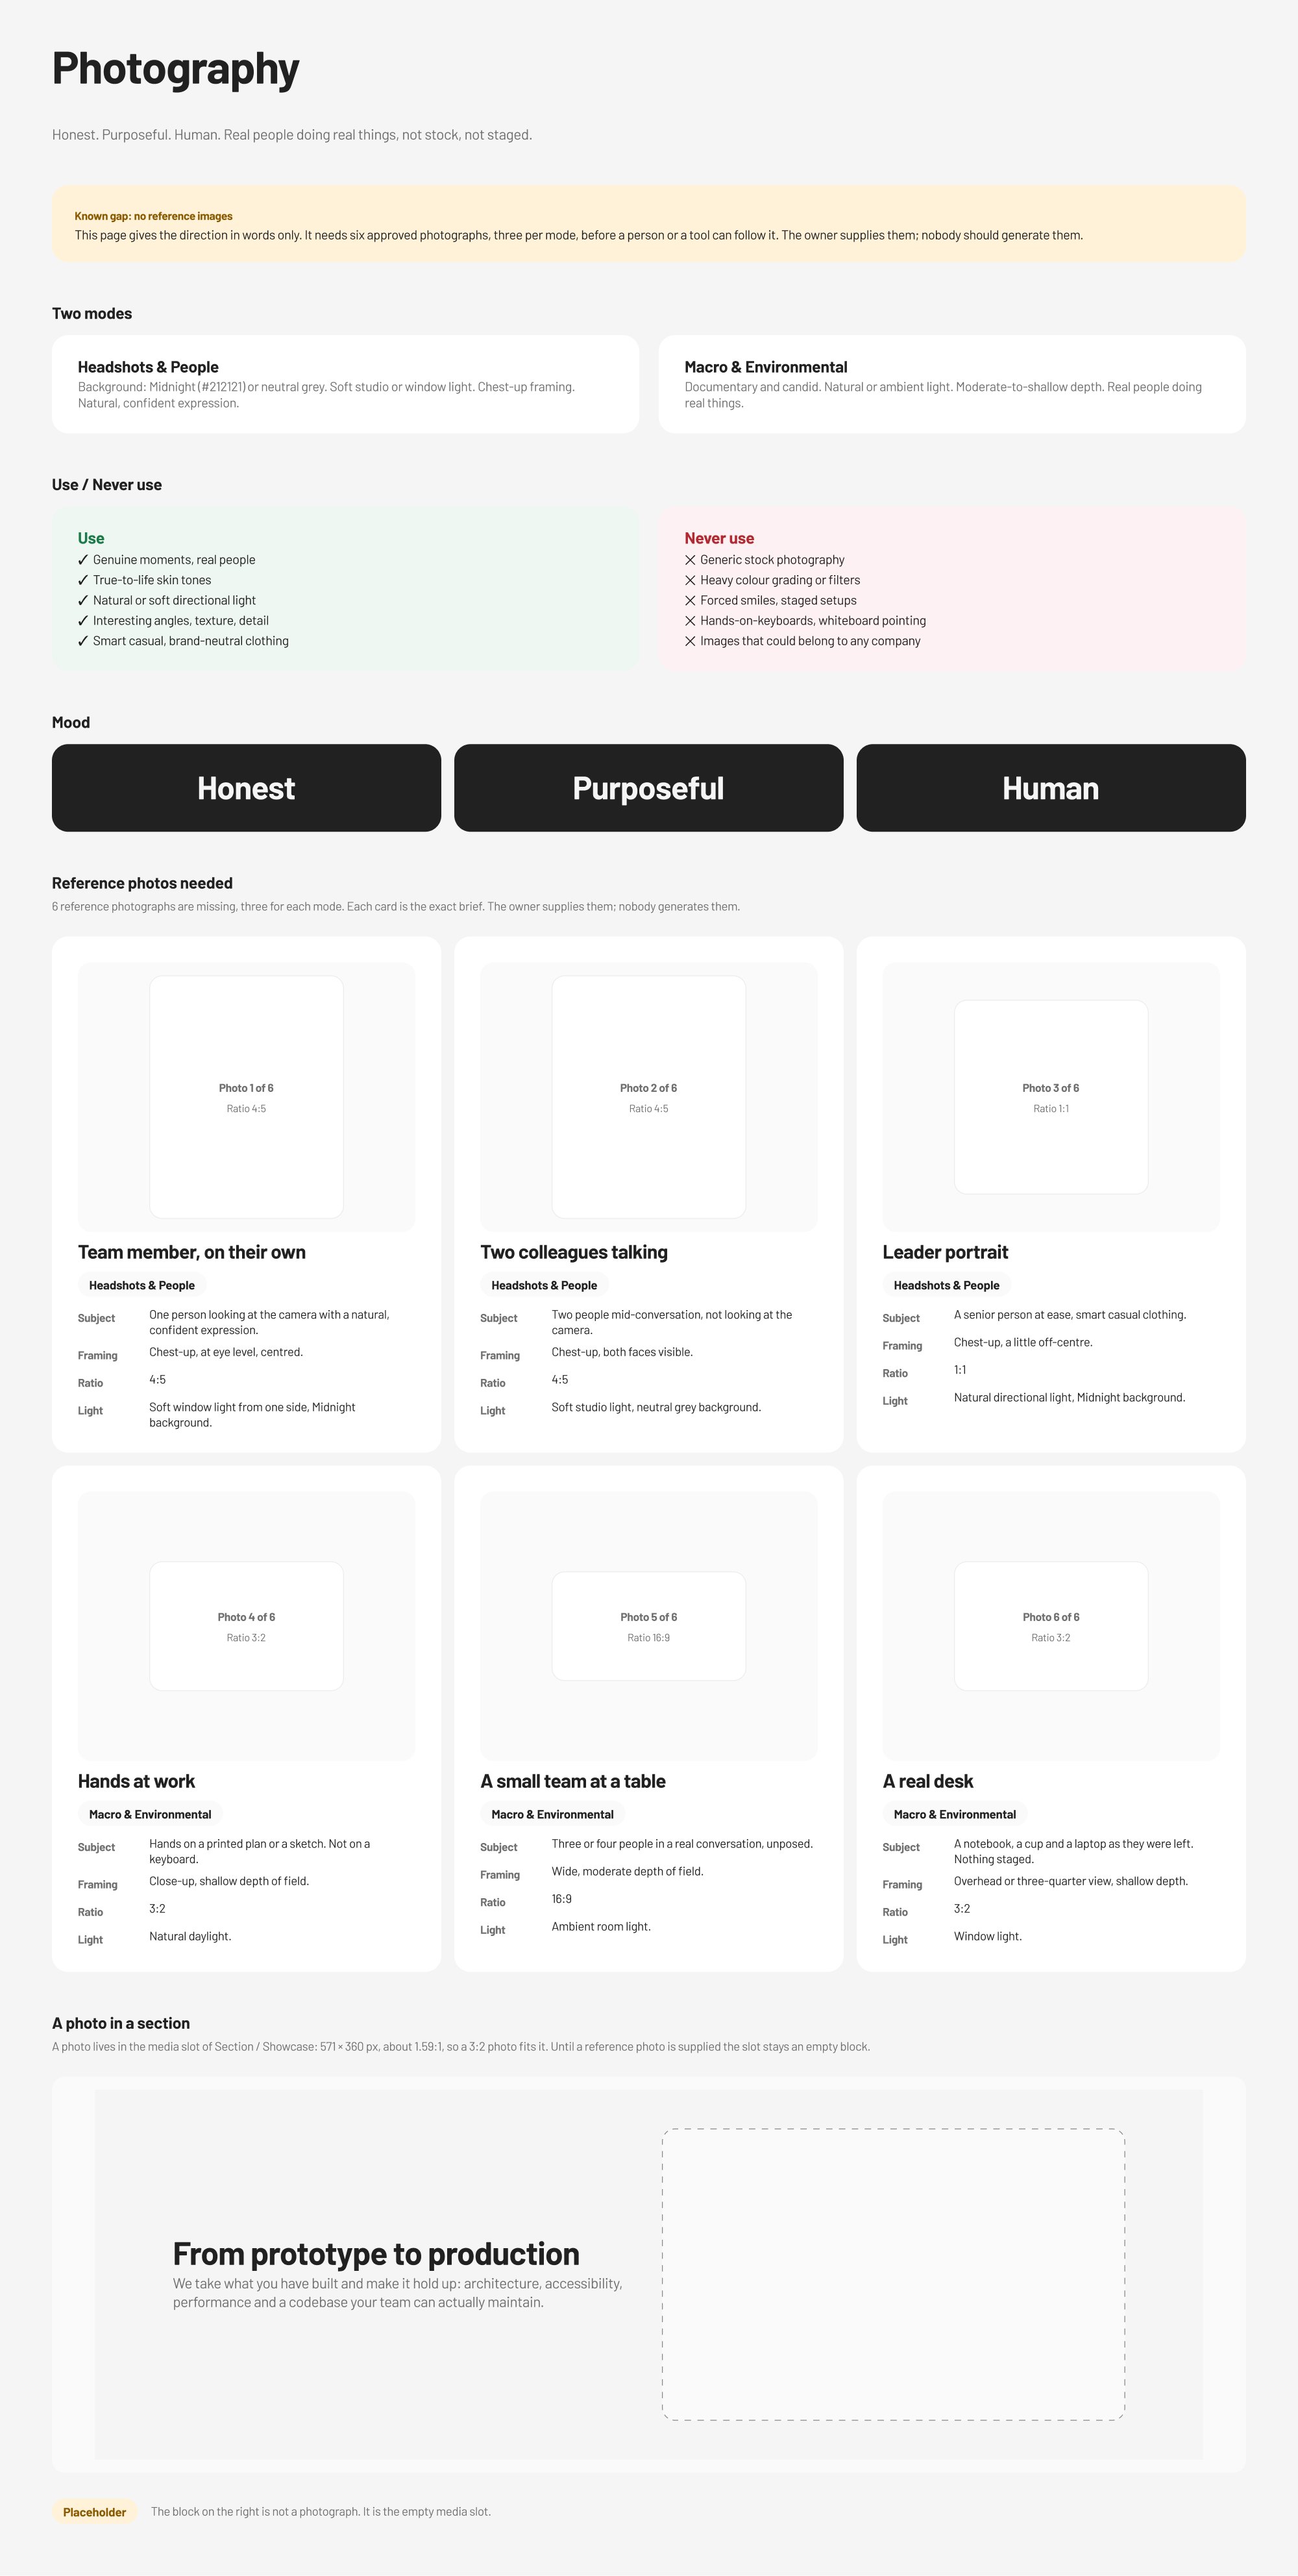 Photography
Honest. Purposeful. Human. Real people doing real things, not stock, not staged.
Known gap: no reference images
This page gives the direction in words only. It needs six approved photographs, three per mode, before a person or a tool can follow it. The owner supplies them; nobody should generate them.
Two modes
Headshots & People
Background: Midnight (#212121) or neutral grey. Soft studio or window light. Chest-up framing.
Natural, confident expression.
Macro & Environmental
Documentary and candid. Natural or ambient light. Moderate-to-shallow depth. Real people doing
real things.
Use / Never use
Use
✓ Genuine moments, real people
✓ True-to-life skin tones
✓ Natural or soft directional light
✓ Interesting angles, texture, detail
✓ Smart casual, brand-neutral clothing
Never use
✕ Generic stock photography
✕ Heavy colour grading or filters
✕ Forced smiles, staged setups
✕ Hands-on-keyboards, whiteboard pointing
✕ Images that could belong to any company
Mood
Honest
Purposeful
Human
Reference photos needed
6 reference photographs are missing, three for each mode. Each card is the exact brief. The owner supplies them; nobody generates them.
Photo 1 of 6
Ratio 4:5
Team member, on their own
Headshots & People
Subject One person looking at the camera with a natural,
confident expression.
Framing Chest-up, at eye level, centred.
Ratio 4:5
Light Soft window light from one side, Midnight
background.
Photo 2 of 6
Ratio 4:5
Two colleagues talking
Headshots & People
Subject Two people mid-conversation, not looking at the
camera.
Framing Chest-up, both faces visible.
Ratio 4:5
Light Soft studio light, neutral grey background.
Photo 3 of 6
Ratio 1:1
Leader portrait
Headshots & People
Subject A senior person at ease, smart casual clothing.
Framing Chest-up, a little off-centre.
Ratio 1:1
Light Natural directional light, Midnight background.
Photo 4 of 6
Ratio 3:2
Hands at work
Macro & Environmental
Subject Hands on a printed plan or a sketch. Not on a
keyboard.
Framing Close-up, shallow depth of field.
Ratio 3:2
Light Natural daylight.
Photo 5 of 6
Ratio 16:9
A small team at a table
Macro & Environmental
Subject Three or four people in a real conversation, unposed.
Framing Wide, moderate depth of field.
Ratio 16:9
Light Ambient room light.
Photo 6 of 6
Ratio 3:2
A real desk
Macro & Environmental
Subject A notebook, a cup and a laptop as they were left.
Nothing staged.
Framing Overhead or three-quarter view, shallow depth.
Ratio 3:2
Light Window light.
A photo in a section
A photo lives in the media slot of Section / Showcase: 571 × 360 px, about 1.59:1, so a 3:2 photo fits it. Until a reference photo is supplied the slot stays an empty block.
From prototype to production
We take what you have built and make it hold up: architecture, accessibility,
performance and a codebase your team can actually maintain.
Placeholder The block on the right is not a photograph. It is the empty media slot.